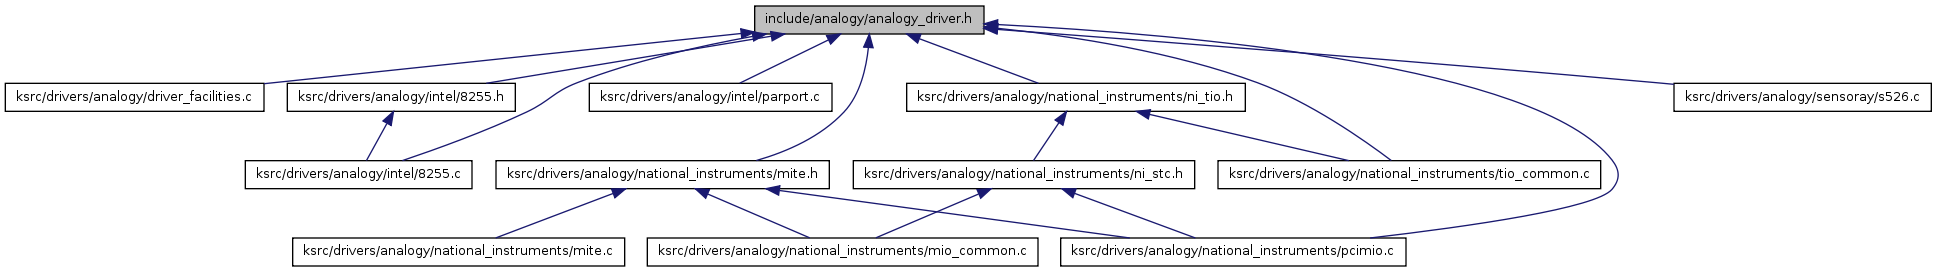 include/analogy/analogy_driver.h
ksrc/drivers/analogy/driver_facilities.c
ksrc/drivers/analogy/intel/8255.h
ksrc/drivers/analogy/intel/parport.c
ksrc/drivers/analogy/national_instruments/ni_tio.h
ksrc/drivers/analogy/sensoray/s526.c
ksrc/drivers/analogy/intel/8255.c
ksrc/drivers/analogy/national_instruments/mite.h
ksrc/drivers/analogy/national_instruments/ni_stc.h
ksrc/drivers/analogy/national_instruments/tio_common.c
ksrc/drivers/analogy/national_instruments/mite.c
ksrc/drivers/analogy/national_instruments/mio_common.c
ksrc/drivers/analogy/national_instruments/pcimio.c